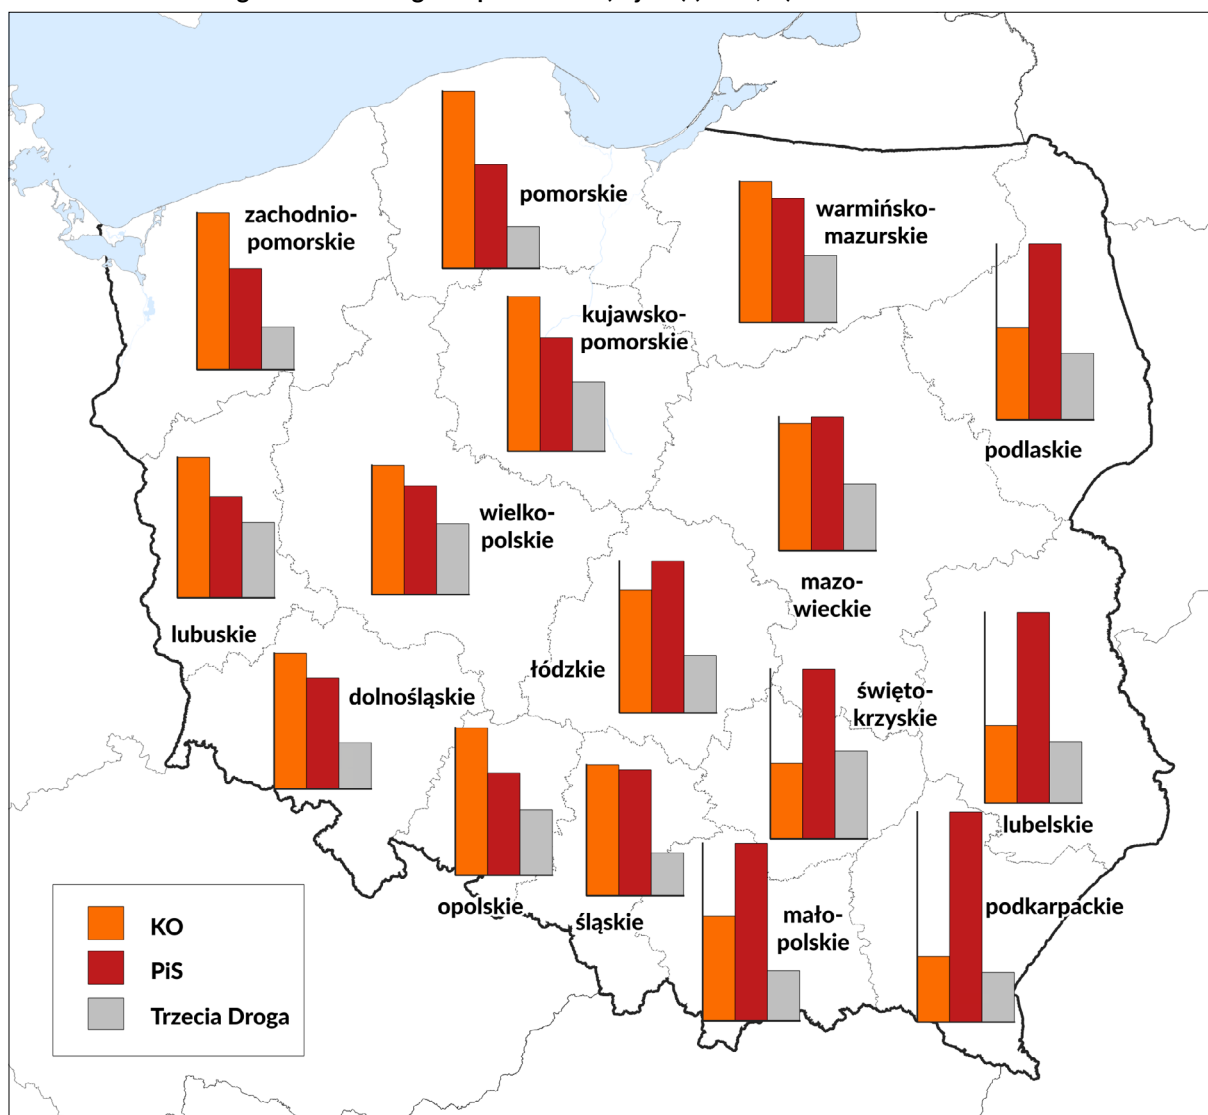 pomorskie
zachodnio-
pomorskie
warmińsko-
mazurskie
kujawsko-
pomorskie
podlaskie
wielko-
polskie
mazo-
wieckie
lubuskie
łódzkie
dolnośląskie
święto-
krzyskie
lubelskie
opolskie
śląskie
mało-
polskie
podkarpackie
KO
PiS
Trzecia Droga